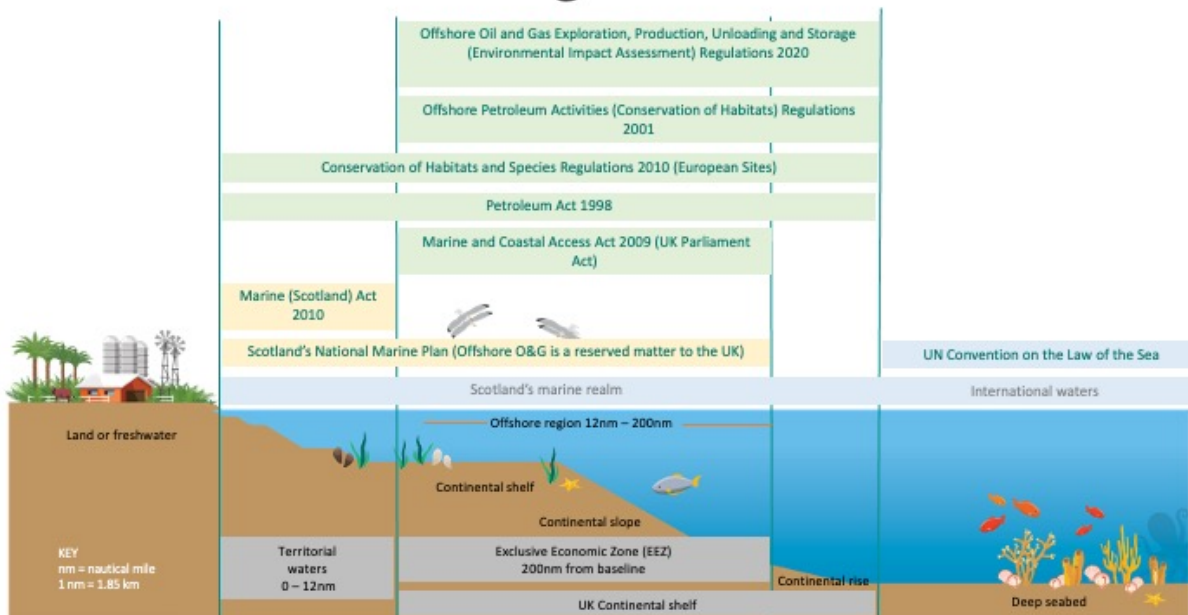 Offshore Oil and Gas Exploration, Production, Unloading and Storage
(Environmental Impact Assessment) Regulations 2020
Offshore Petroleum Activities (Conservation of Habitats) Regulations
2001
Conservation of Habitats and Species Regulations 2010 (European Sites)
Petroleum Act 1998
Marine and Coastal Access Act 2009 (UK Parliament
Act)
Marine (Scotland) Act
2010
Scotland's National Marine Plan (Offshore O&G is a reserved matter to the UK)
UN Convention on the Law of the Sea
Scotland's marine realm
International waters
Offshore region 12nm – 200nm
Land or freshwater
Continental shelf
Continental slope
KEY
nm = nautical mile
1 nm = 1.85 km
Territorial
waters
0 – 12nm
Exclusive Economic Zone (EEZ)
200nm from baseline
Continental rise
Deep seabed
UK Continental shelf